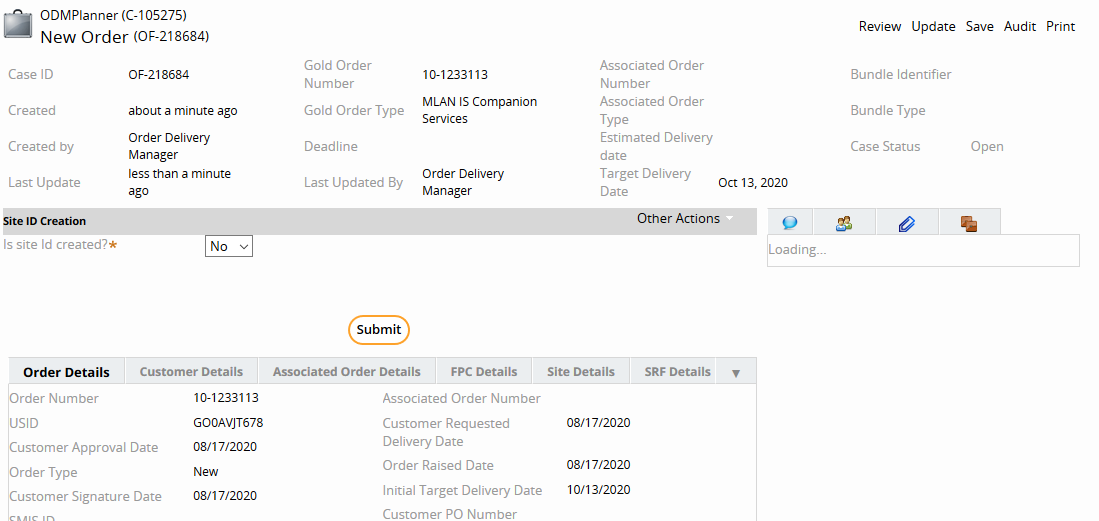 ODMPlanner (C-105275)
New Order (OF-218684)
Review Update Save Audit Print
Case ID OF-218684 Gold Order Number 10-1233113 Associated Order Number Bundle Identifier
Created about a minute ago Gold Order Type MLAN IS Companion Services Associated Order Type Bundle Type
Created by Order Delivery Manager Deadline Estimated Delivery date Case Status Open
Last Update less than a minute ago Last Updated By Order Delivery Manager Target Delivery Date Oct 13, 2020
Site ID Creation Other Actions
Is site Id created?* No
Loading...
Submit
Order Details Customer Details Associated Order Details FPC Details Site Details SRF Details
Order Number 10-1233113 Associated Order Number
USID GO0AVJT678 Customer Requested Delivery Date 08/17/2020
Customer Approval Date 08/17/2020 Order Raised Date 08/17/2020
Order Type New Initial Target Delivery Date 10/13/2020
Customer Signature Date 08/17/2020 Customer PO Number
SMIS ID